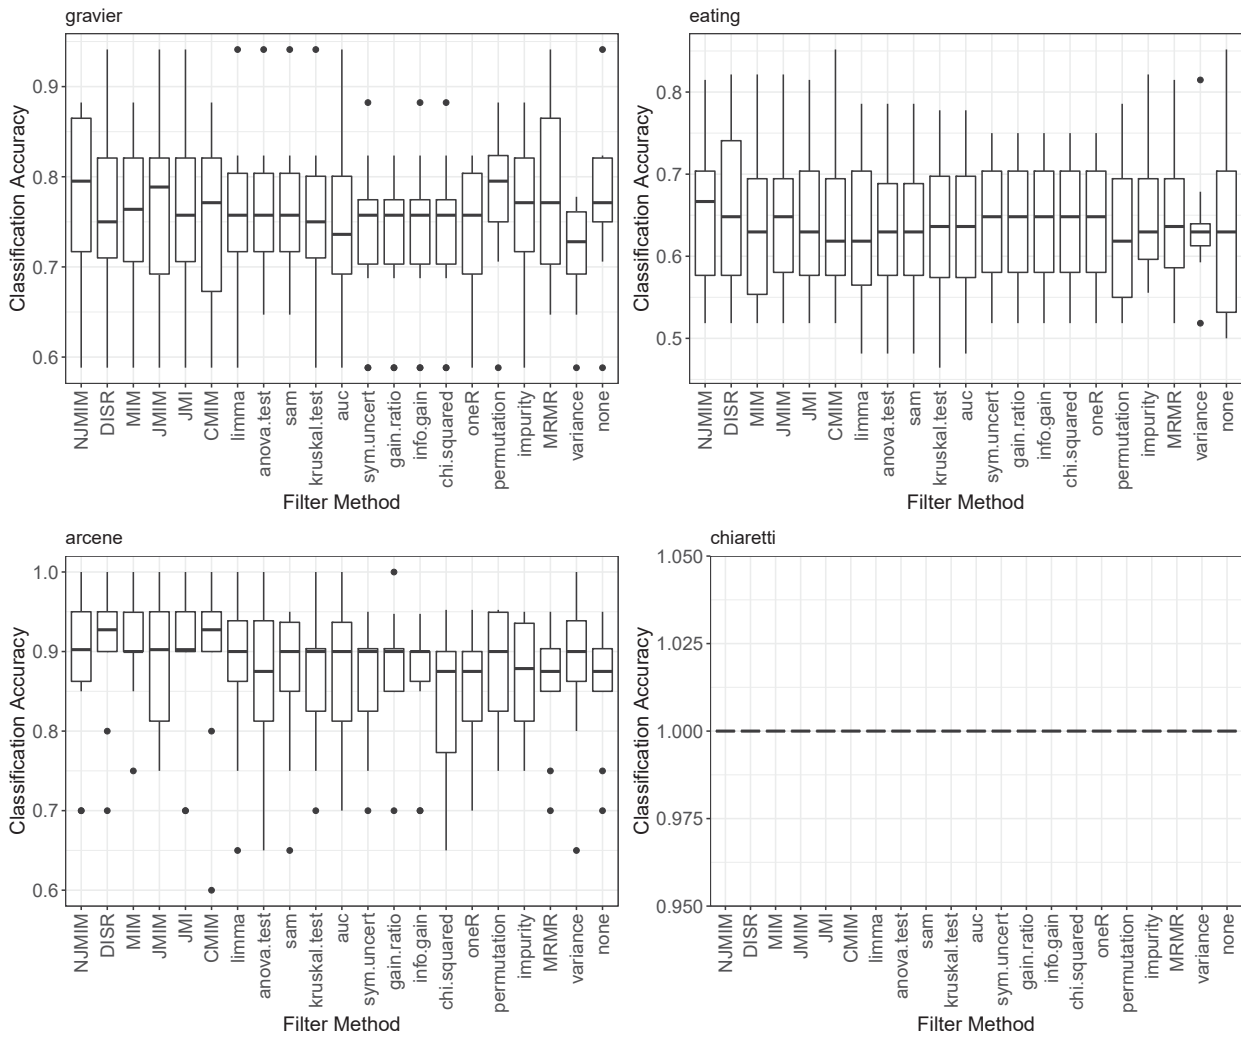 gravier
Classification Accuracy
0.9
0.8
0.7
0.6
NJMIM DISR MIM JMIM JMI CMIM limma anova.test sam kruskal.test auc sym.uncert gain.ratio info.gain chi.squared oneR permutation impurity MRMR variance none
Filter Method
eating
Classification Accuracy
0.8
0.7
0.6
0.5
NJMIM DISR MIM JMIM JMI CMIM limma anova.test sam kruskal.test auc sym.uncert gain.ratio info.gain chi.squared oneR permutation impurity MRMR variance none
Filter Method
arcene
Classification Accuracy
1.0
0.9
0.8
0.7
0.6
NJMIM DISR MIM JMIM JMI CMIM limma anova.test sam kruskal.test auc sym.uncert gain.ratio info.gain chi.squared oneR permutation impurity MRMR variance none
Filter Method
chiaretti
Classification Accuracy
1.050
1.025
1.000
0.975
0.950
NJMIM DISR MIM JMIM JMI CMIM limma anova.test sam kruskal.test auc sym.uncert gain.ratio info.gain chi.squared oneR permutation impurity MRMR variance none
Filter Method